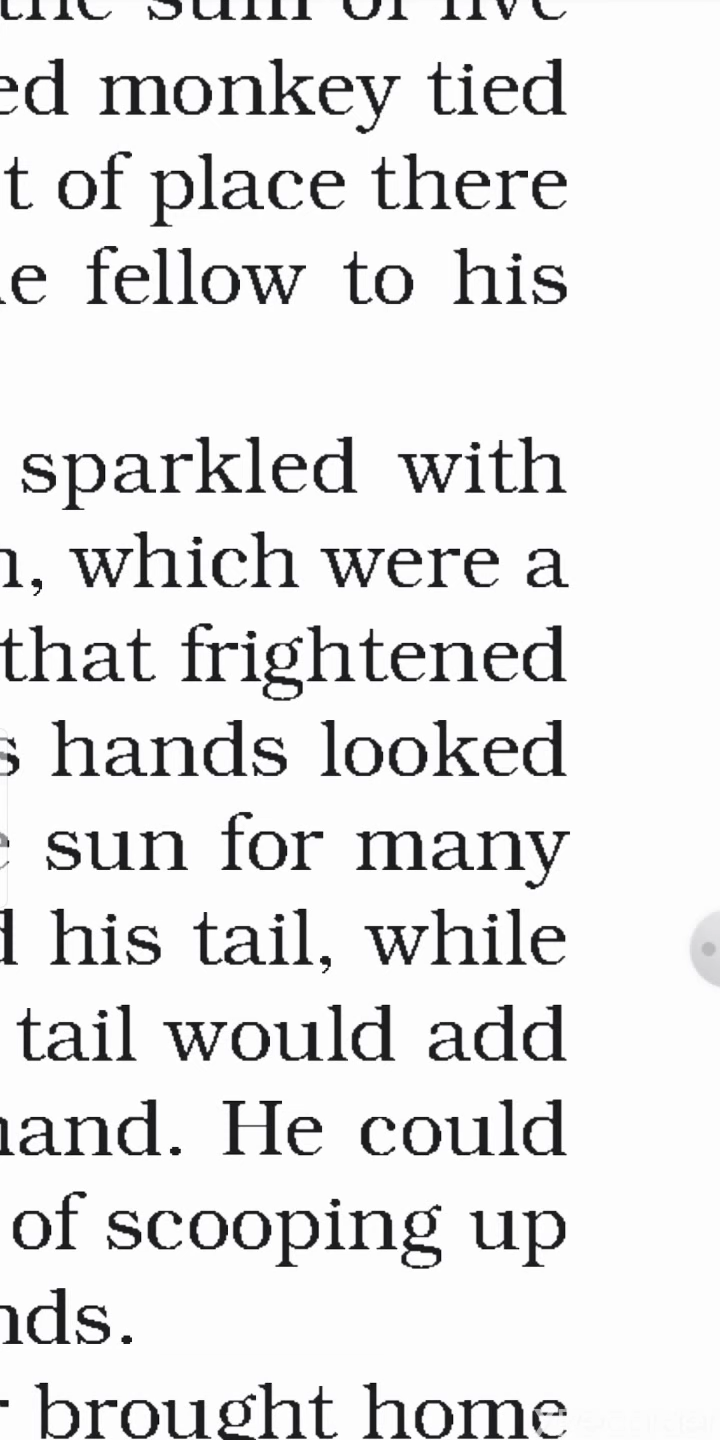 the sum of five
ed monkey tied
t of place there
e fellow to his
sparkled with
n, which were a
that frightened
s hands looked
e sun for many
d his tail, while
tail would add
hand. He could
of scooping up
nds.
r brought home